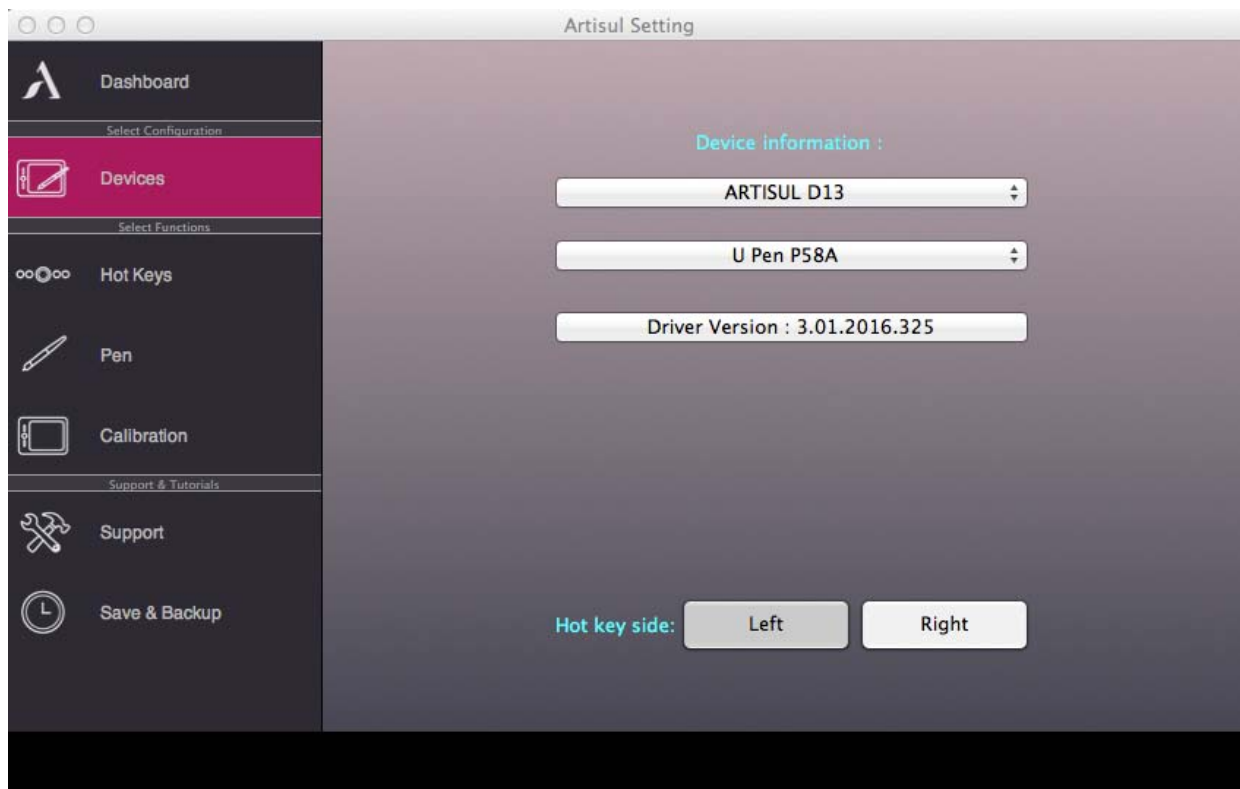 Artisul Setting
Dashboard
Select Configuration
Devices
Select Functions
Hot Keys
Pen
Calibration
Support & Tutorials
Support
Save & Backup
Device information :
ARTISUL D13
U Pen P58A
Driver Version : 3.01.2016.325
Hot key side: Left Right